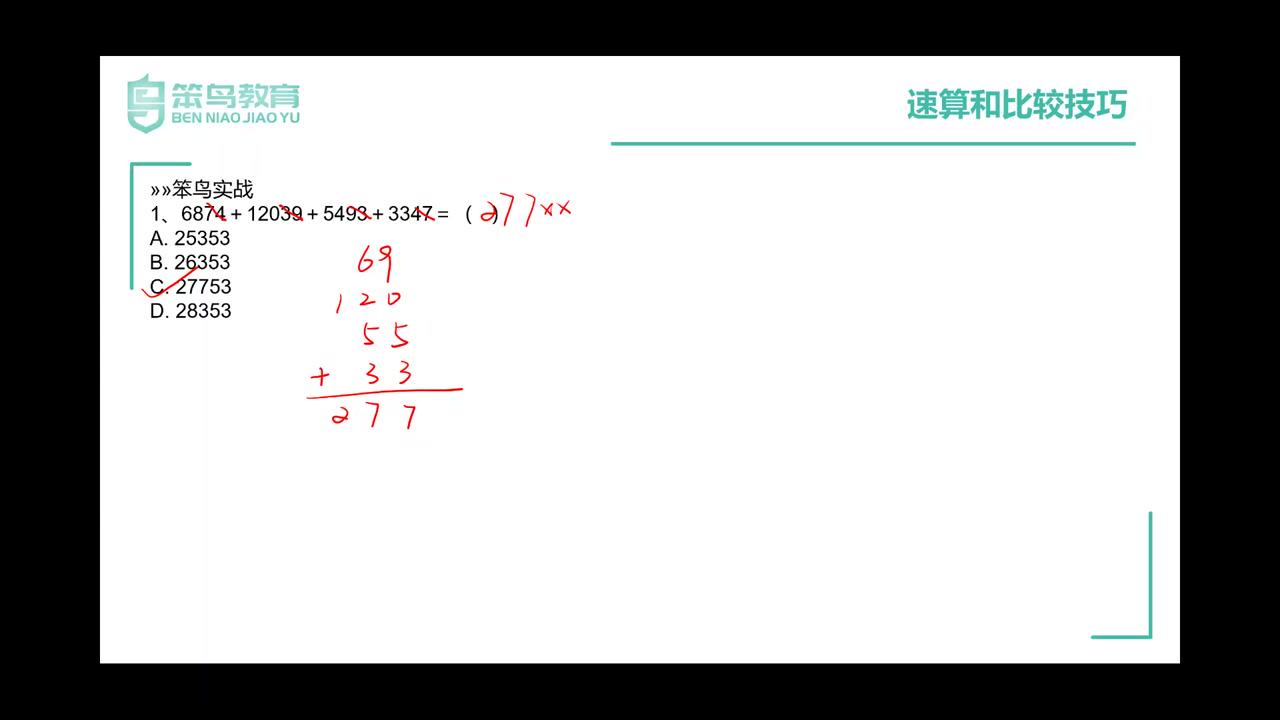 笨鸟教育
BEN NIAO JIAO YU
速算和比较技巧
»»笨鸟实战
1、6874+12039+5493+3347=（ ）277××
A. 25353
B. 26353
C. 27753
D. 28353
69
120
55
+ 33
277